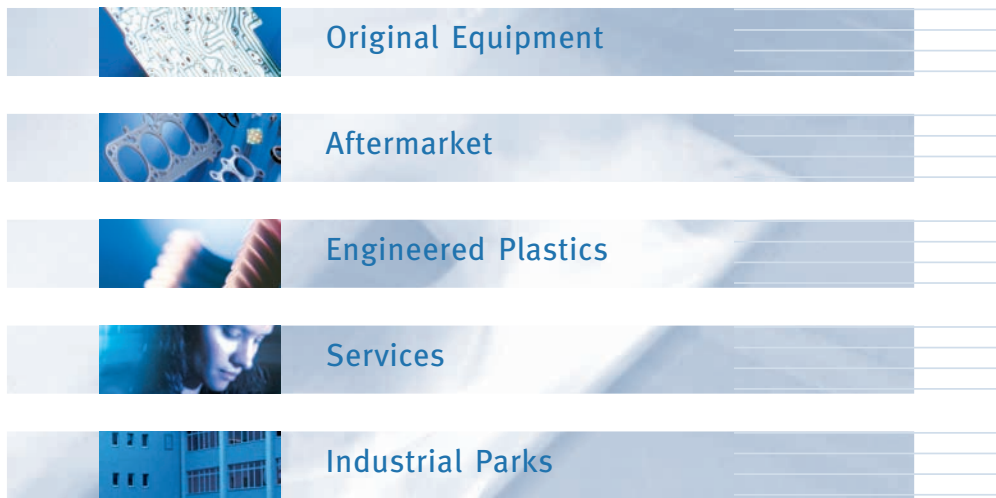 Original Equipment
Aftermarket
Engineered Plastics
Services
Industrial Parks